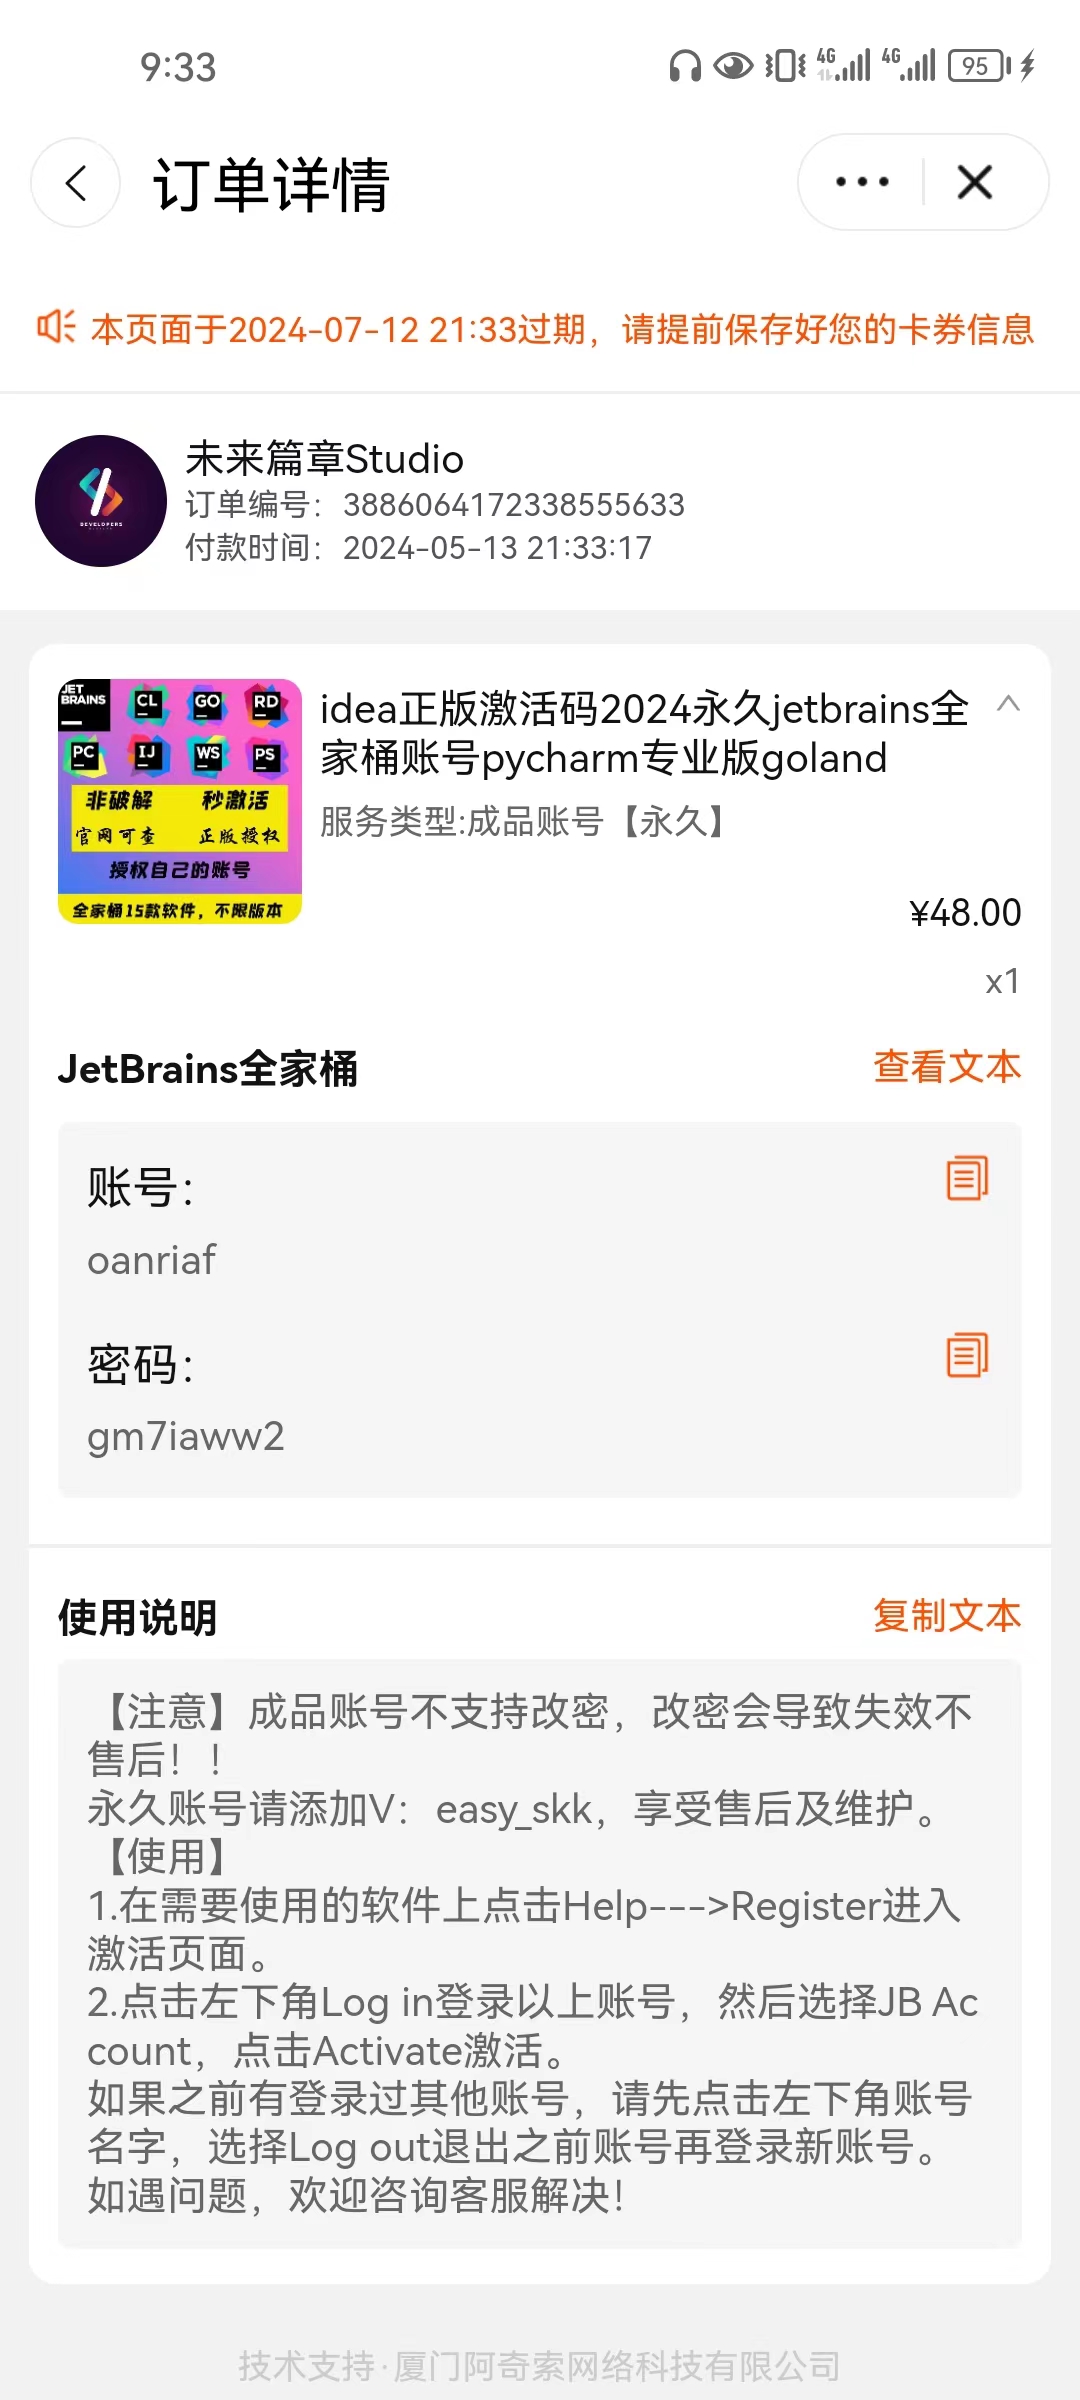 9:33
4G
4G
95
订单详情
本页面于2024-07-12 21:33过期，请提前保存好您的卡券信息
未来篇章Studio
DEVELOPERS
订单编号：3886064172338555633
付款时间：2024-05-13 21:33:17
JET
BRAINS
CL
GO
RD
PC
IJ
WS
PS
非破解 秒激活
官网可查 正版授权
授权自己的账号
全家桶15款软件，不限版本
idea正版激活码2024永久jetbrains全
家桶账号pycharm专业版goland
服务类型:成品账号【永久】
¥48.00
x1
JetBrains全家桶
查看文本
账号：
oanriaf
密码：
gm7iaww2
使用说明
复制文本
【注意】成品账号不支持改密，改密会导致失效不
售后！！
永久账号请添加V：easy_skk，享受售后及维护。
【使用】
1.在需要使用的软件上点击Help--->Register进入
激活页面。
2.点击左下角Log in登录以上账号，然后选择JB Ac
count，点击Activate激活。
如果之前有登录过其他账号，请先点击左下角账号
名字，选择Log out退出之前账号再登录新账号。
如遇问题，欢迎咨询客服解决！
技术支持·厦门阿奇索网络科技有限公司